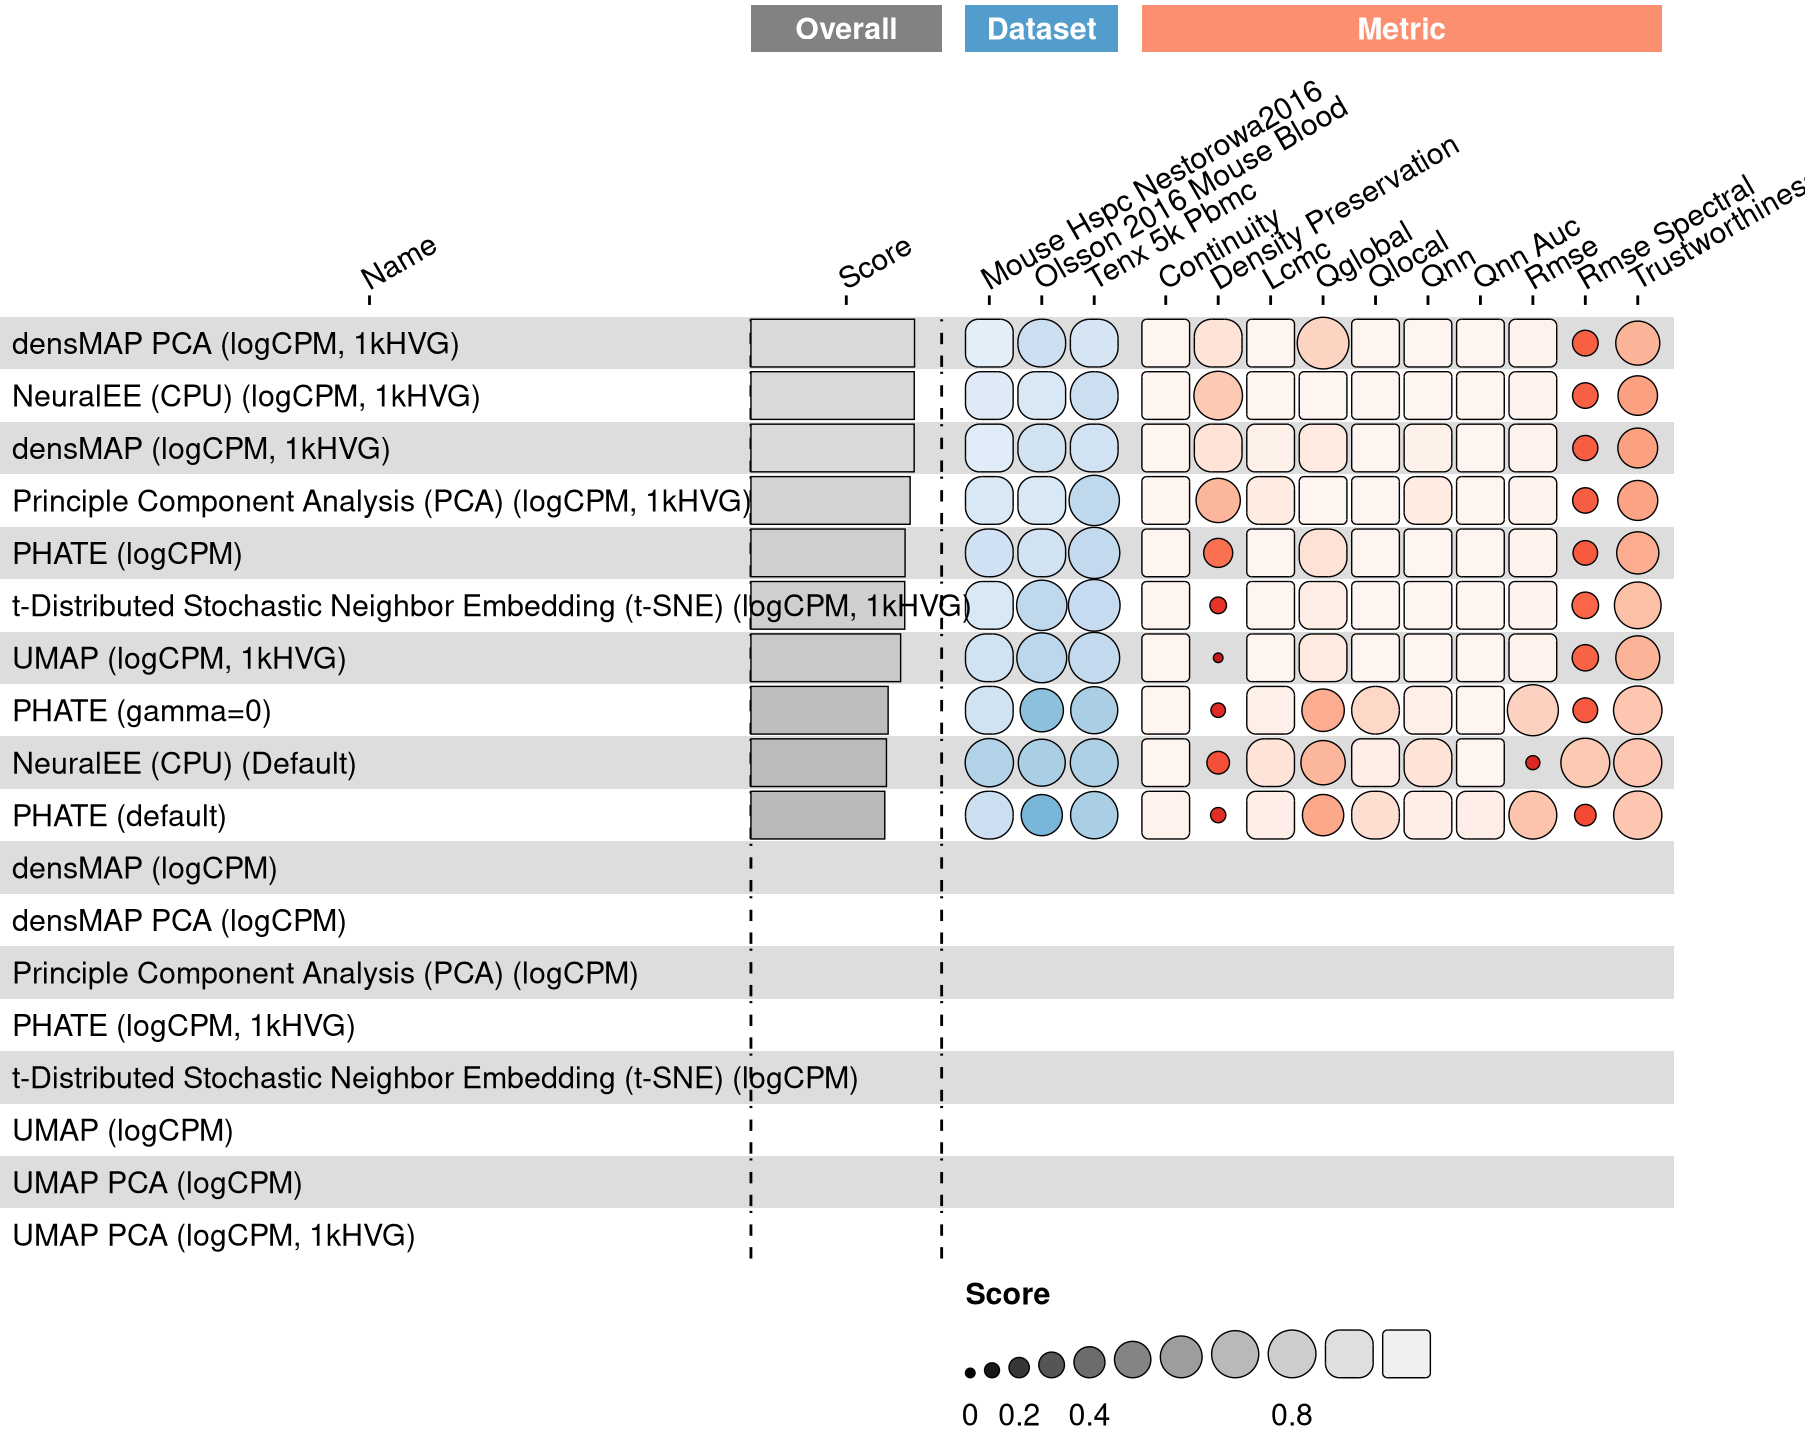 Overall
Dataset
Metric
Name
Score
Mouse Hspc Nestorowa2016
Olsson 2016 Mouse Blood
Tenx 5k Pbmc
Continuity
Density Preservation
Lcmc
Qglobal
Qlocal
Qnn
Qnn Auc
Rmse
Rmse Spectral
Trustworthiness
densMAP PCA (logCPM, 1kHVG)
NeuralEE (CPU) (logCPM, 1kHVG)
densMAP (logCPM, 1kHVG)
Principle Component Analysis (PCA) (logCPM, 1kHVG)
PHATE (logCPM)
t-Distributed Stochastic Neighbor Embedding (t-SNE) (logCPM, 1kHVG)
UMAP (logCPM, 1kHVG)
PHATE (gamma=0)
NeuralEE (CPU) (Default)
PHATE (default)
densMAP (logCPM)
densMAP PCA (logCPM)
Principle Component Analysis (PCA) (logCPM)
PHATE (logCPM, 1kHVG)
t-Distributed Stochastic Neighbor Embedding (t-SNE) (logCPM)
UMAP (logCPM)
UMAP PCA (logCPM)
UMAP PCA (logCPM, 1kHVG)
Score
0 0.2 0.4 0.8